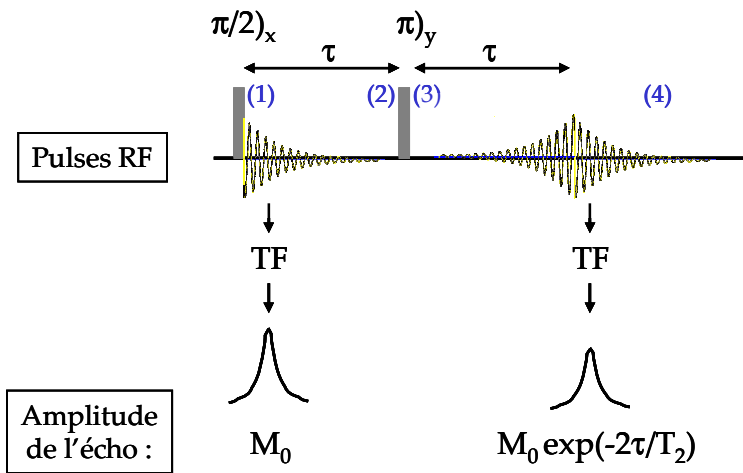 π/2)x π)y
τ τ
(1) (2) (3) (4)
Pulses RF
TF TF
Amplitude
de l'écho :
M0 M0 exp(-2τ/T2)